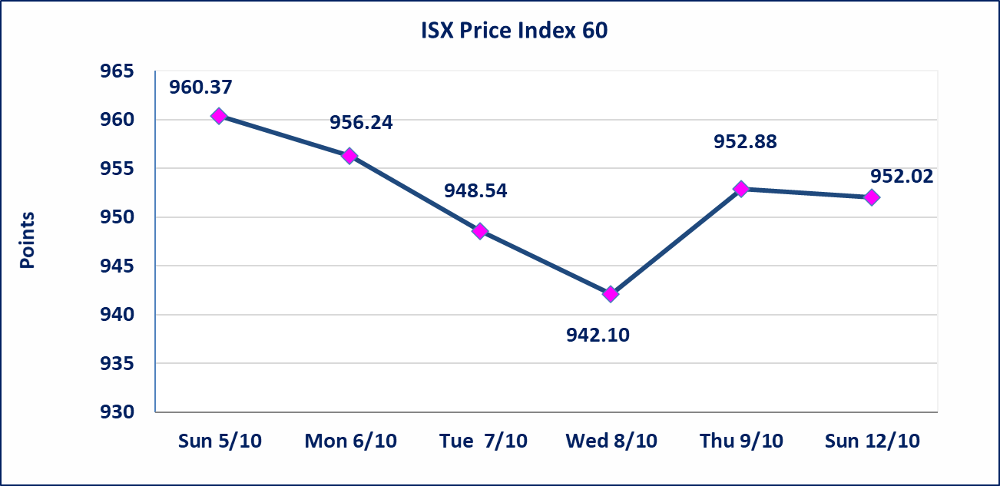 ISX Price Index 60
Points
965
960
955
950
945
940
935
930
960.37
956.24
948.54
942.10
952.88
952.02
Sun 5/10
Mon 6/10
Tue  7/10
Wed 8/10
Thu 9/10
Sun 12/10